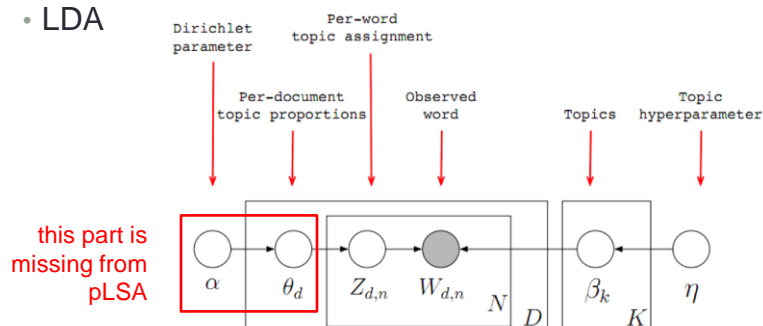 • LDA
Dirichlet
parameter
Per-word
topic assignment
Per-document
topic proportions
Observed
word
Topics
Topic
hyperparameter
this part is
missing from
pLSA
α
θd
Zd,n
Wd,n
N
D
βk
K
η